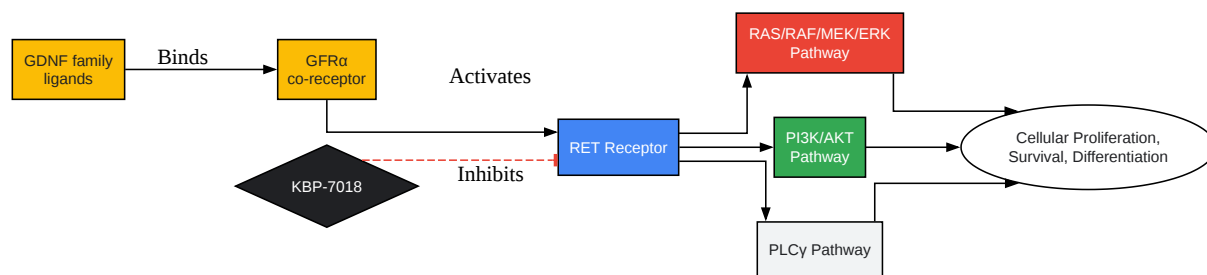 GDNF family
ligands
Binds
GFRα
co-receptor
Activates
KBP-7018
Inhibits
RET Receptor
RAS/RAF/MEK/ERK
Pathway
PI3K/AKT
Pathway
PLCγ Pathway
Cellular Proliferation,
Survival, Differentiation